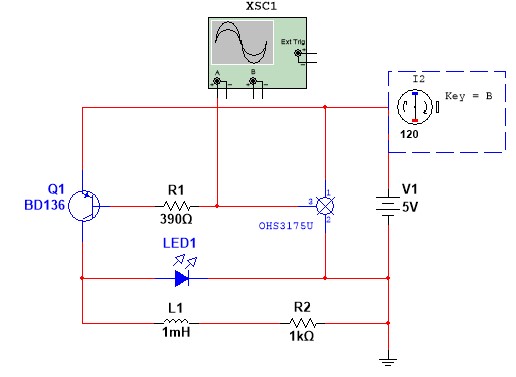 XSC1
Ext Trig
+
-
A
B
+ - + -
I2
Key = B
120
Q1
BD136
R1
390Ω
1
3
2
OHS3175U
V1
5V
LED1
L1
1mH
R2
1kΩ